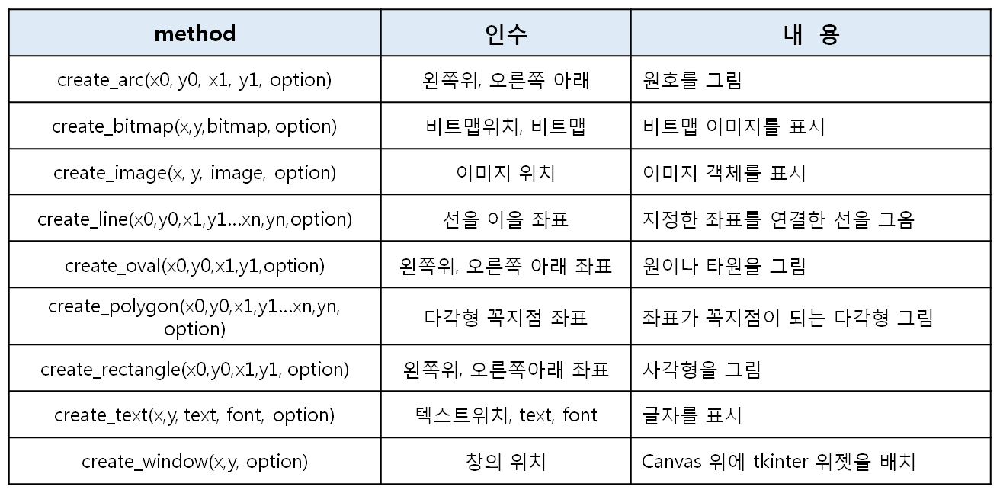 method 인수 내 용
create_arc(x0, y0, x1, y1, option) 왼쪽위, 오른쪽 아래 원호를 그림
create_bitmap(x,y,bitmap, option) 비트맵위치, 비트맵 비트맵 이미지를 표시
create_image(x, y, image, option) 이미지 위치 이미지 객체를 표시
create_line(x0,y0,x1,y1...xn,yn,option) 선을 이을 좌표 지정한 좌표를 연결한 선을 그음
create_oval(x0,y0,x1,y1,option) 왼쪽위, 오른쪽 아래 좌표 원이나 타원을 그림
create_polygon(x0,y0,x1,y1...xn,yn,
option) 다각형 꼭지점 좌표 좌표가 꼭지점이 되는 다각형 그림
create_rectangle(x0,y0,x1,y1, option) 왼쪽위, 오른쪽아래 좌표 사각형을 그림
create_text(x,y, text, font, option) 텍스트위치, text, font 글자를 표시
create_window(x,y, option) 창의 위치 Canvas 위에 tkinter 위젯을 배치